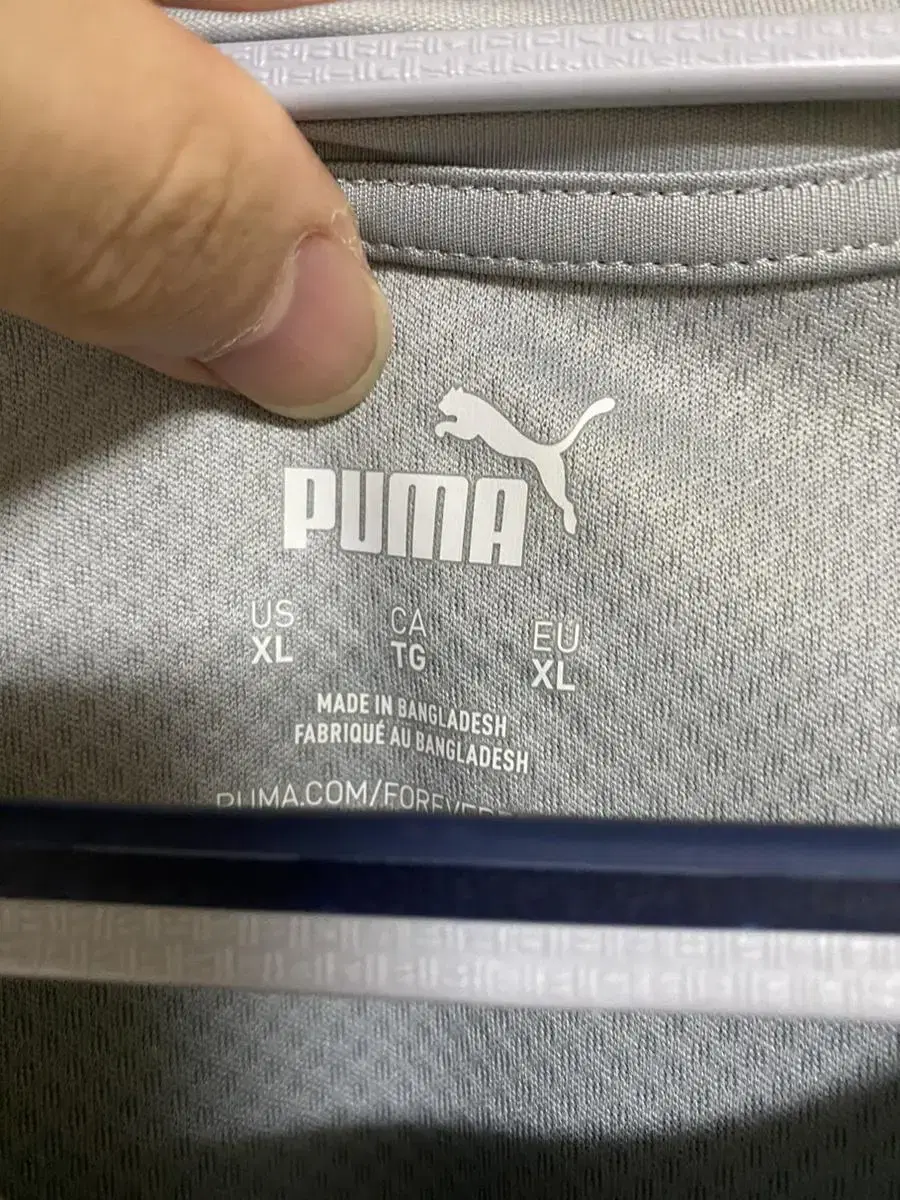 PUMA
US CA EU
XL TG XL
MADE IN BANGLADESH
FABRIQUÉ AU BANGLADESH